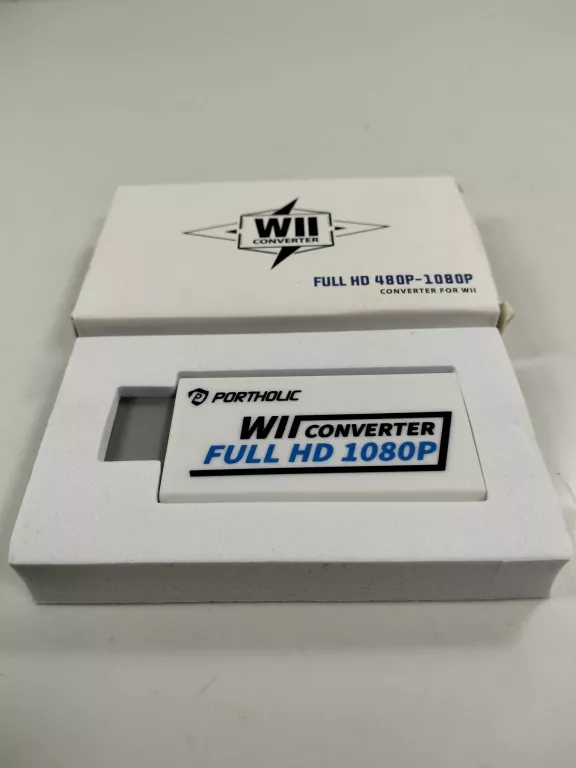 WII
CONVERTER
FULL HD 480P-1080P
CONVERTER FOR WII
PORTHOLIC
WII CONVERTER
FULL HD 1080P